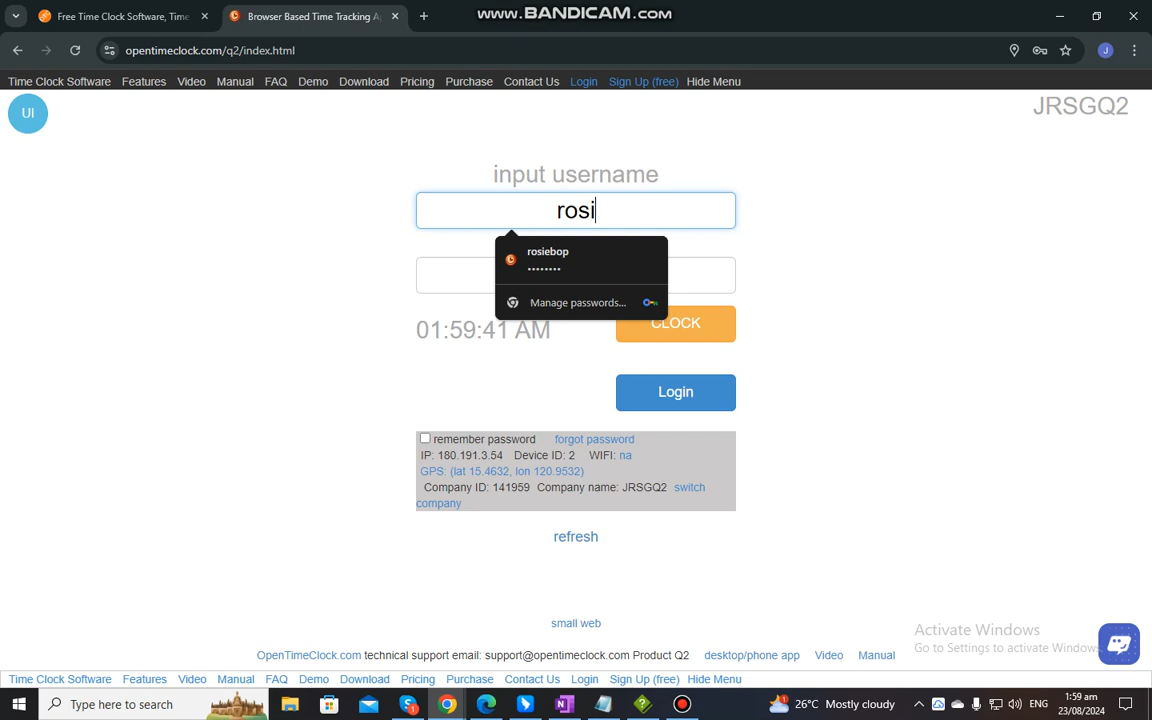 www.BANDICAM.com
Free Time Clock Software, Time
Browser Based Time Tracking A
opentimeclock.com/q2/index.html
J
Time Clock Software Features Video Manual FAQ Demo Download Pricing Purchase Contact Us Login Sign Up (free) Hide Menu
UI
JRSGQ2
input username
rosi
rosiebop
••••••••
Manage passwords...
01:59:41 AM
CLOCK
Login
remember password forgot password
IP: 180.191.3.54 Device ID: 2 WIFI: na
GPS: (lat 15.4632, lon 120.9532)
Company ID: 141959 Company name: JRSGQ2 switch
company
refresh
small web
Activate Windows
Go to Settings to activate Windows.
OpenTimeClock.com technical support email: support@opentimeclock.com Product Q2 desktop/phone app Video Manual
Time Clock Software Features Video Manual FAQ Demo Download Pricing Purchase Contact Us Login Sign Up (free) Hide Menu
Type here to search
26°C Mostly cloudy
ENG
1:59 am
23/08/2024